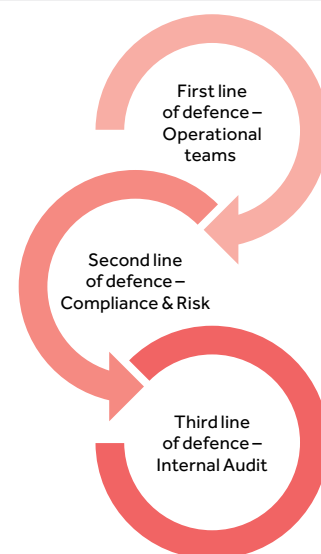 First line
of defence –
Operational
teams
Second line
of defence –
Compliance & Risk
Third line
of defence –
Internal Audit